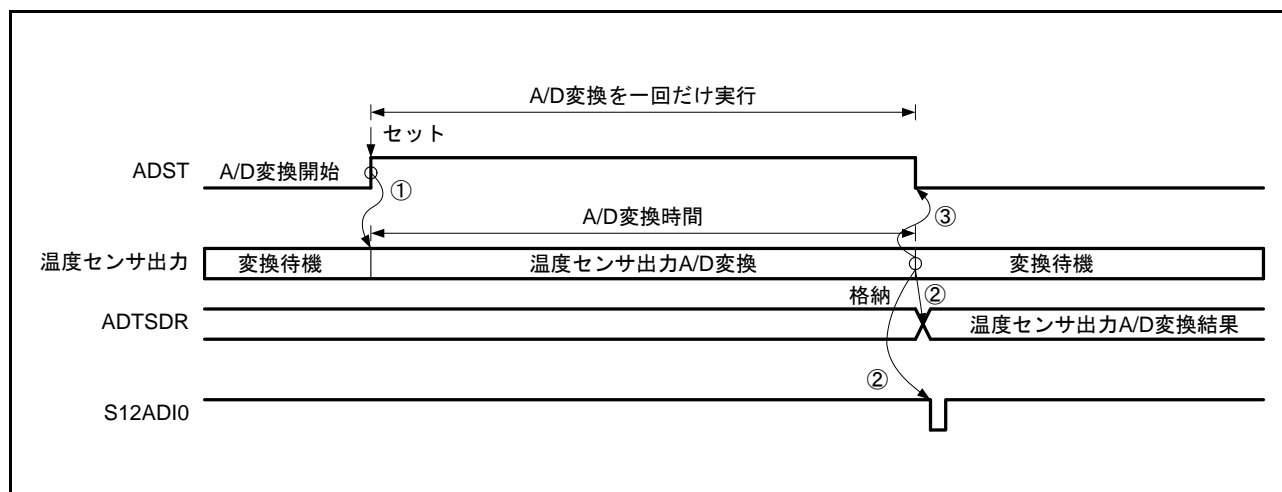 A/D変換を一回だけ実行
セット
ADST
A/D変換開始
①
③
A/D変換時間
温度センサ出力
変換待機
温度センサ出力A/D変換
変換待機
格納
②
ADTSDR
温度センサ出力A/D変換結果
②
S12ADI0